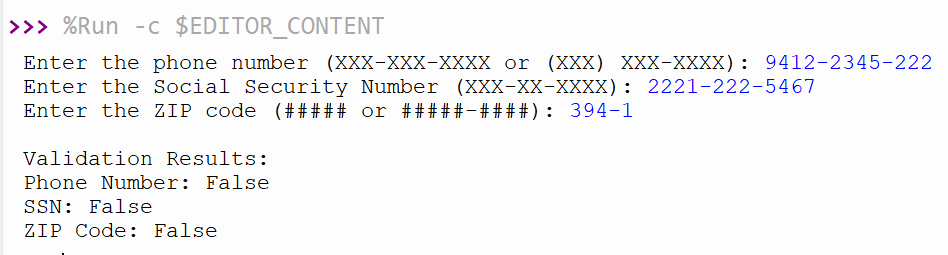 >>> %Run -c $EDITOR_CONTENT
Enter the phone number (XXX-XXX-XXXX or (XXX) XXX-XXXX): 9412-2345-222
Enter the Social Security Number (XXX-XX-XXXX): 2221-222-5467
Enter the ZIP code (##### or #####-####): 394-1
Validation Results:
Phone Number: False
SSN: False
ZIP Code: False